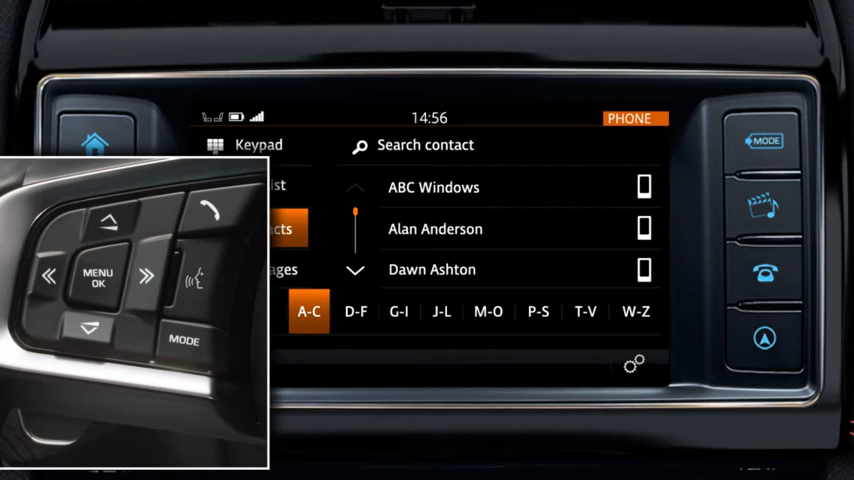 14:56
PHONE
Keypad
Search contact
MODE
ist
ABC Windows
acts
Alan Anderson
ages
Dawn Ashton
MENU
OK
A-C D-F G-I J-L M-O P-S T-V W-Z
MODE